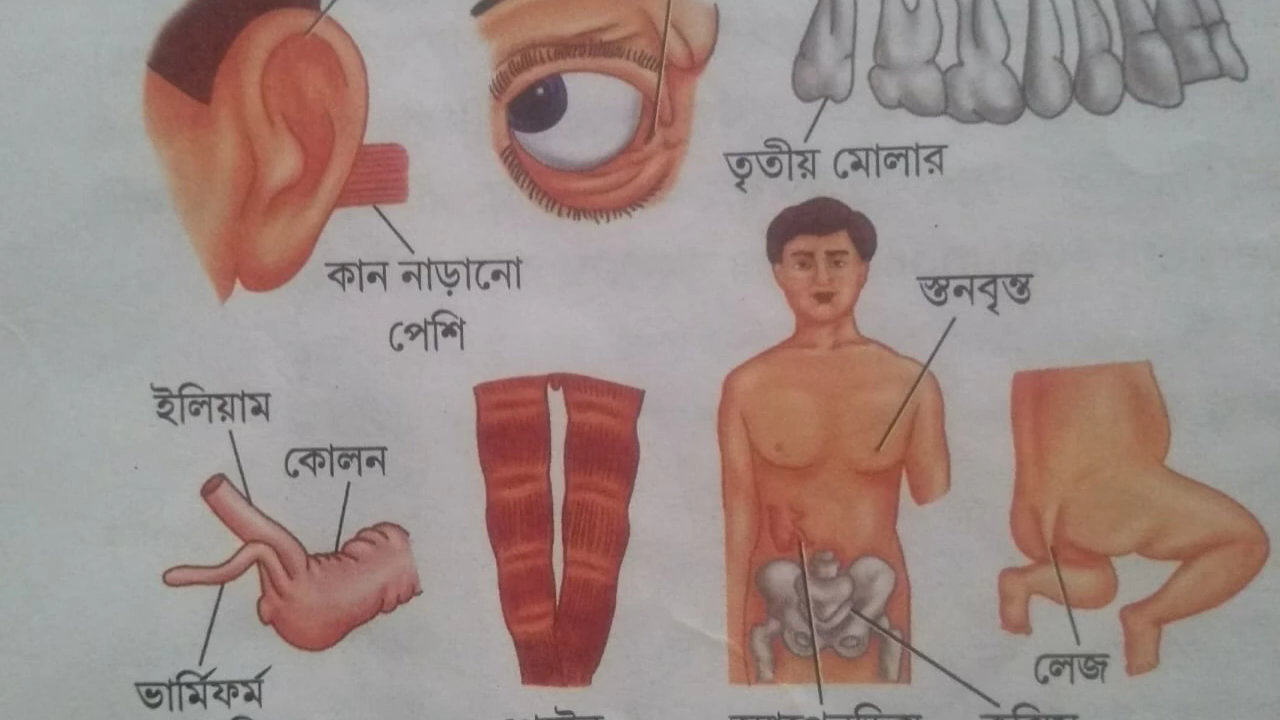 তৃতীয় মোলার
কান নাড়ানো
পেশি
স্তনবৃন্ত
ইলিয়াম
কোলন
লেজ
ভার্মিফর্ম